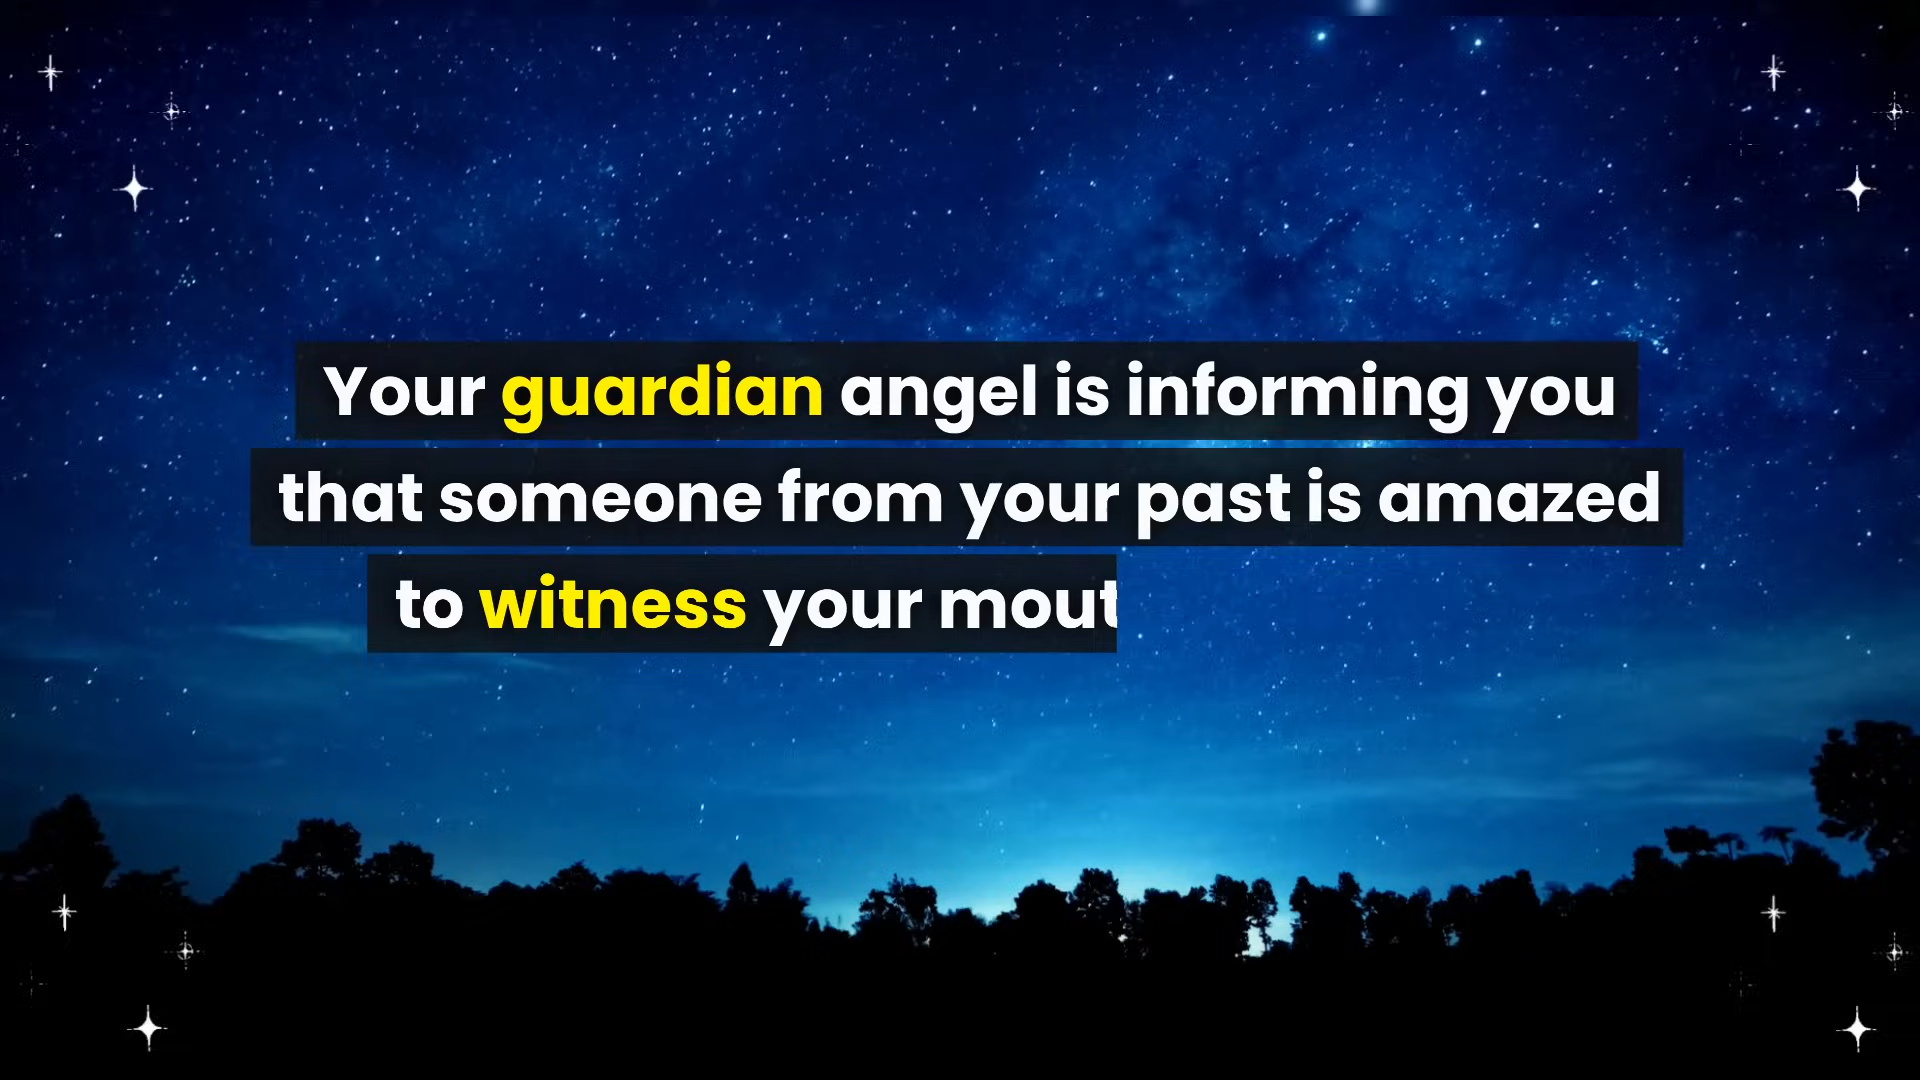 Your guardian angel is informing you
that someone from your past is amazed
to witness your mout